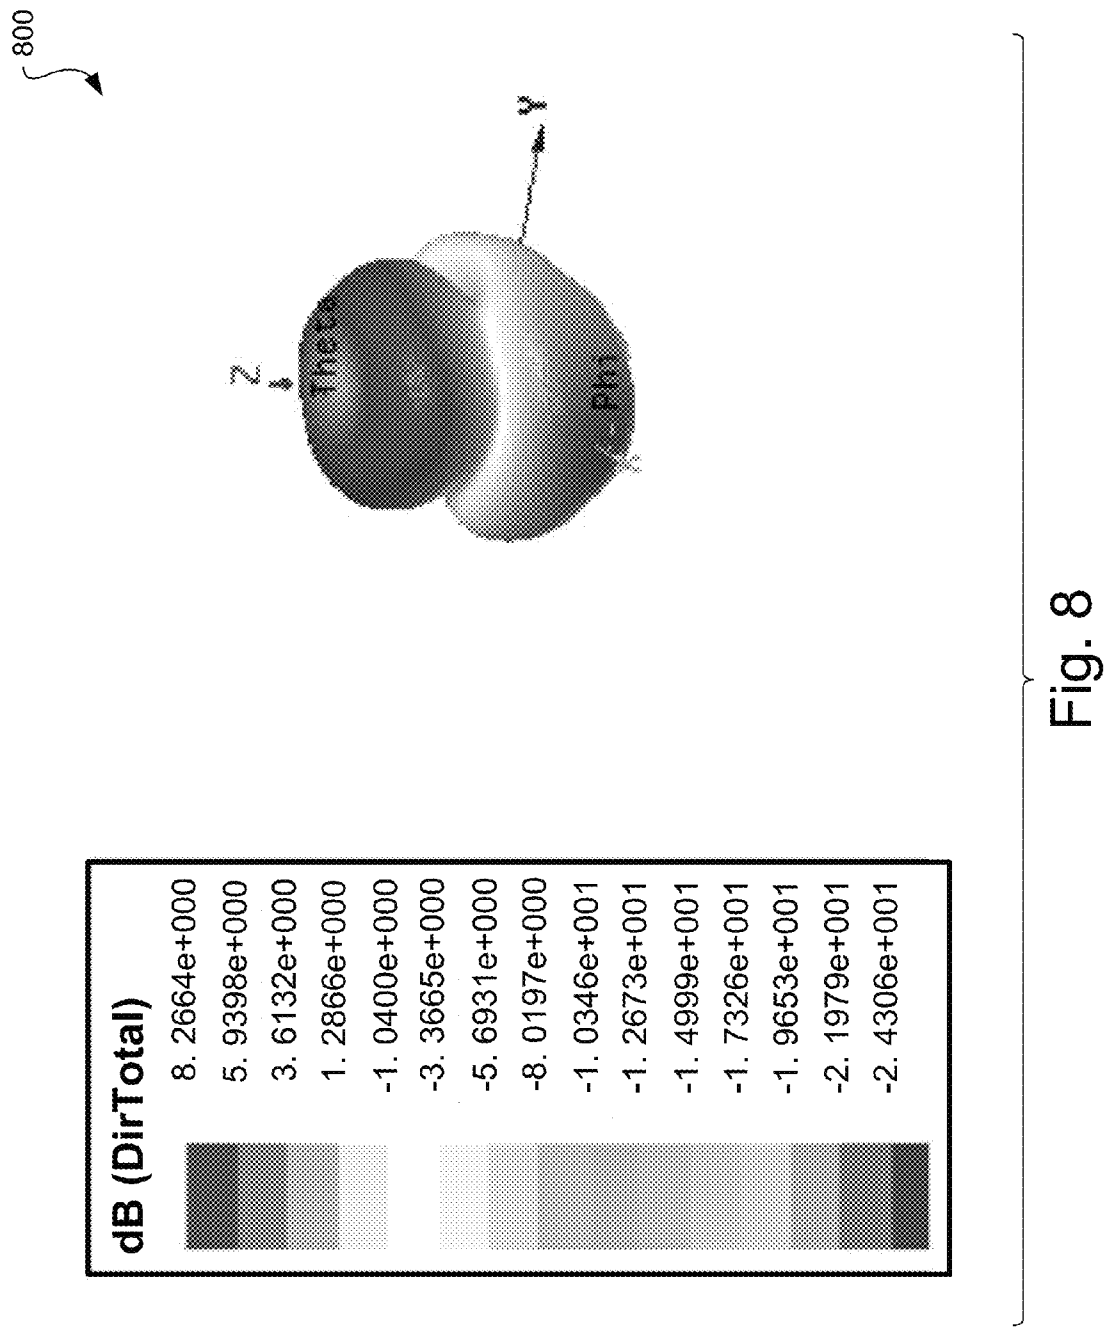 800
dB (DirTotal)
8. 2664e+000
5. 9398e+000
3. 6132e+000
1. 2866e+000
-1. 0400e+000
-3. 3665e+000
-5. 6931e+000
-8. 0197e+000
-1. 0346e+001
-1. 2673e+001
-1. 4999e+001
-1. 7326e+001
-1. 9653e+001
-2. 1979e+001
-2. 4306e+001
Z
Theta
Y
Phi
X
Fig. 8